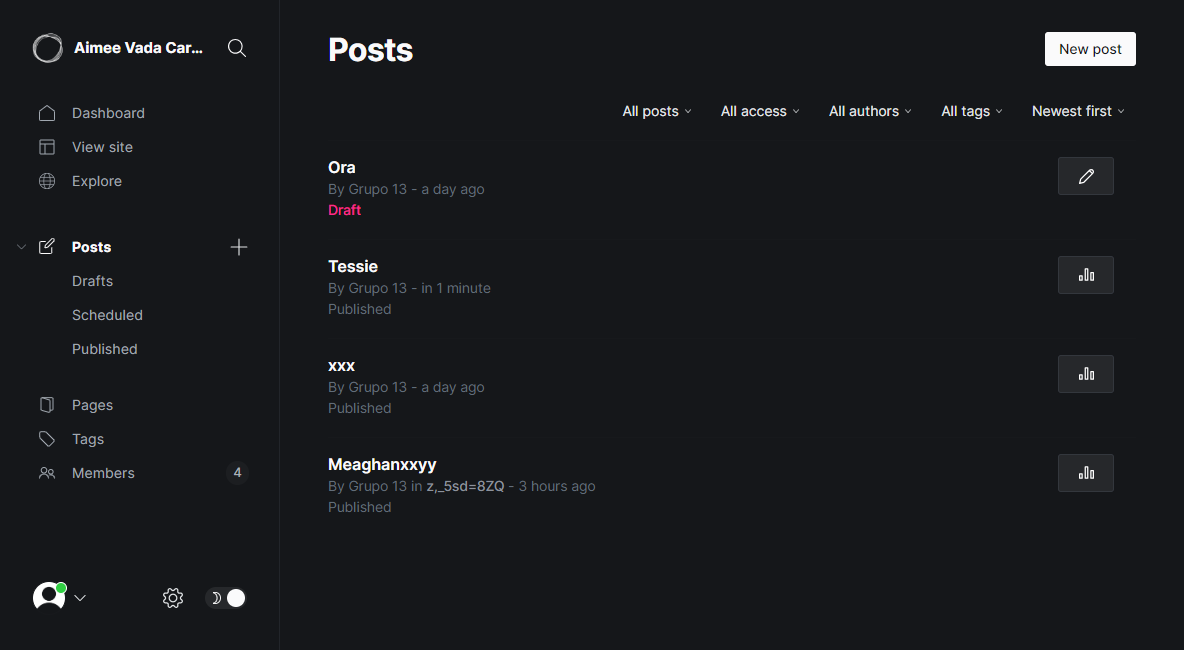 Aimee Vada Car...
Dashboard
View site
Explore
Posts
Drafts
Scheduled
Published
Pages
Tags
Members 4
Posts
New post
All posts All access All authors All tags Newest first
Ora
By Grupo 13 - a day ago
Draft
Tessie
By Grupo 13 - in 1 minute
Published
xxx
By Grupo 13 - a day ago
Published
Meaghanxxyy
By Grupo 13 in z,_5sd=8ZQ - 3 hours ago
Published